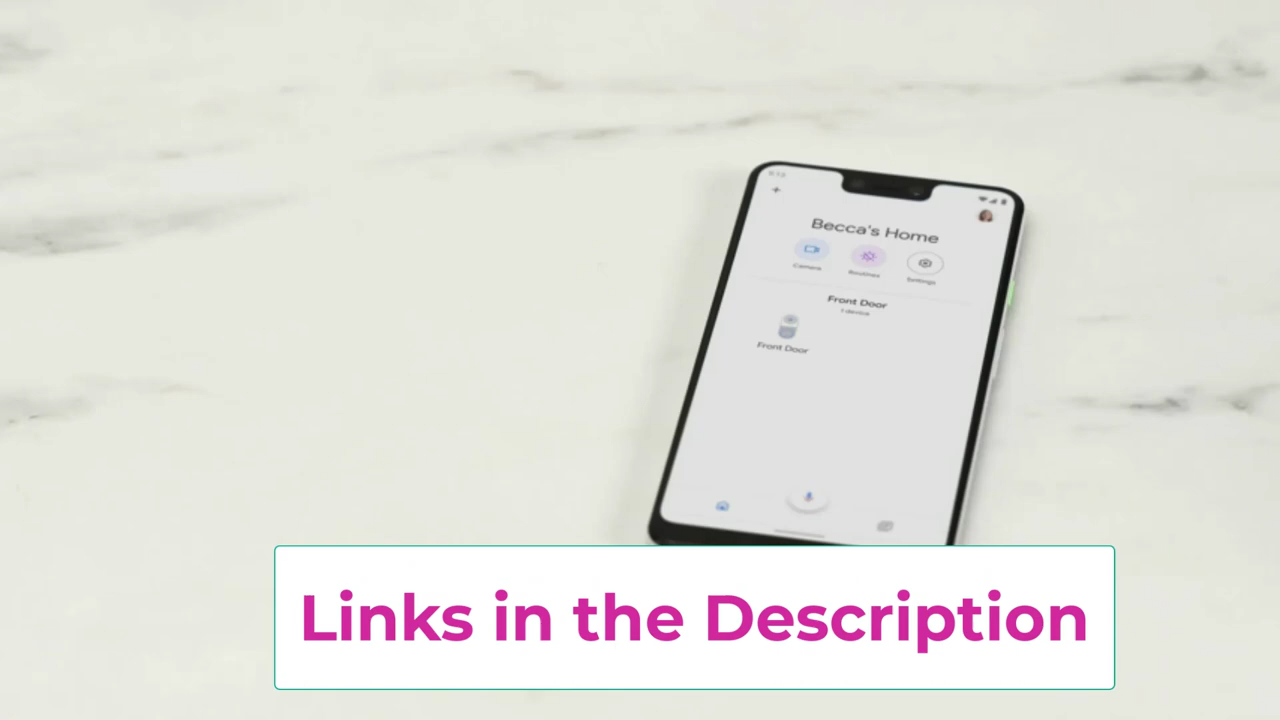 Becca's Home
Camera
Routines
Settings
Front Door
1 device
Front Door
Links in the Description